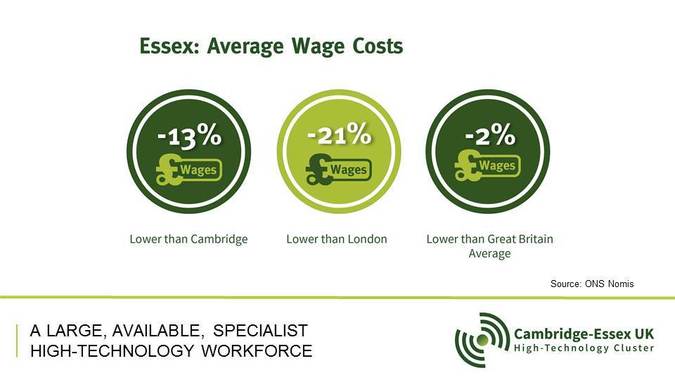 Essex: Average Wage Costs
-13%
£ Wages
-21%
£ Wages
-2%
£ Wages
Lower than Cambridge
Lower than London
Lower than Great Britain
Average
Source: ONS Nomis
A LARGE, AVAILABLE, SPECIALIST
HIGH-TECHNOLOGY WORKFORCE
Cambridge-Essex UK
High-Technology Cluster